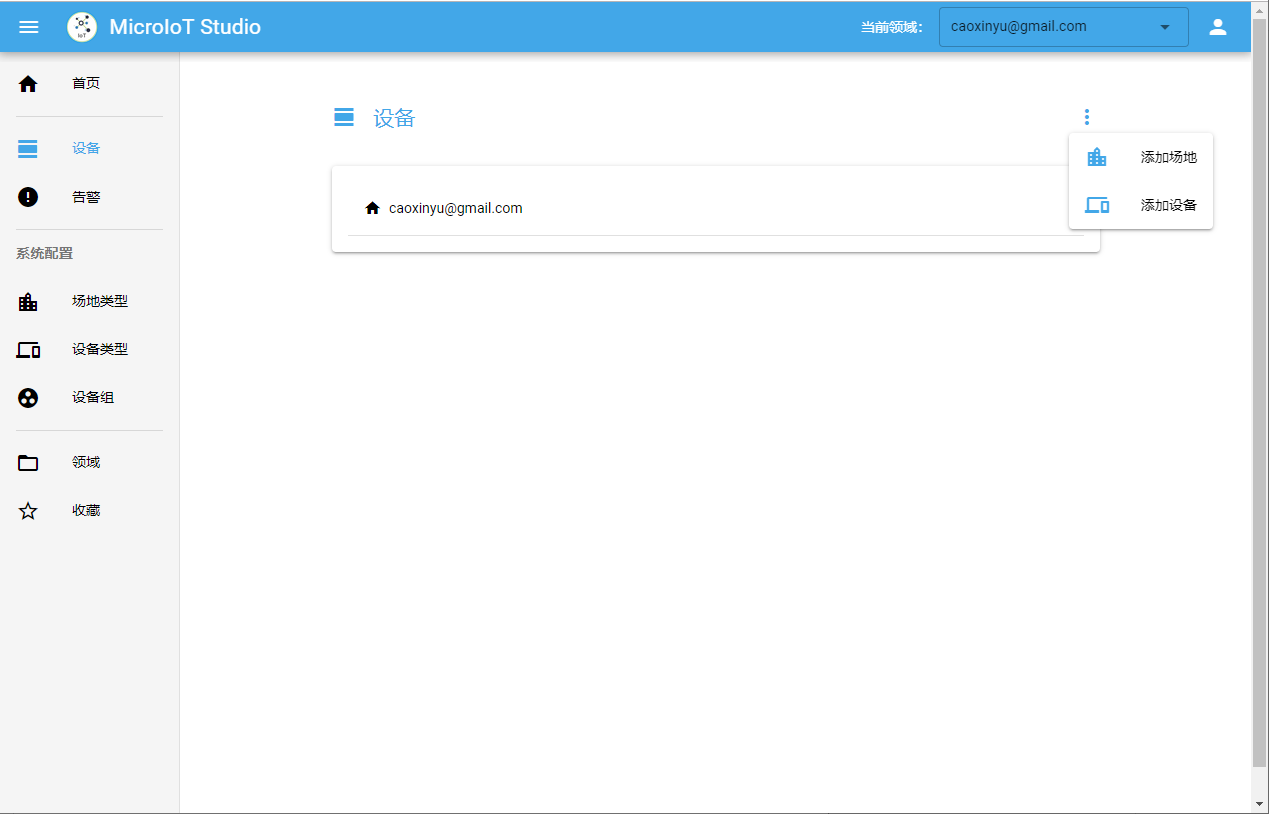 MicroIoT Studio
当前领域：
caoxinyu@gmail.com
首页
设备
告警
系统配置
场地类型
设备类型
设备组
领域
收藏
设备
添加场地
添加设备
caoxinyu@gmail.com